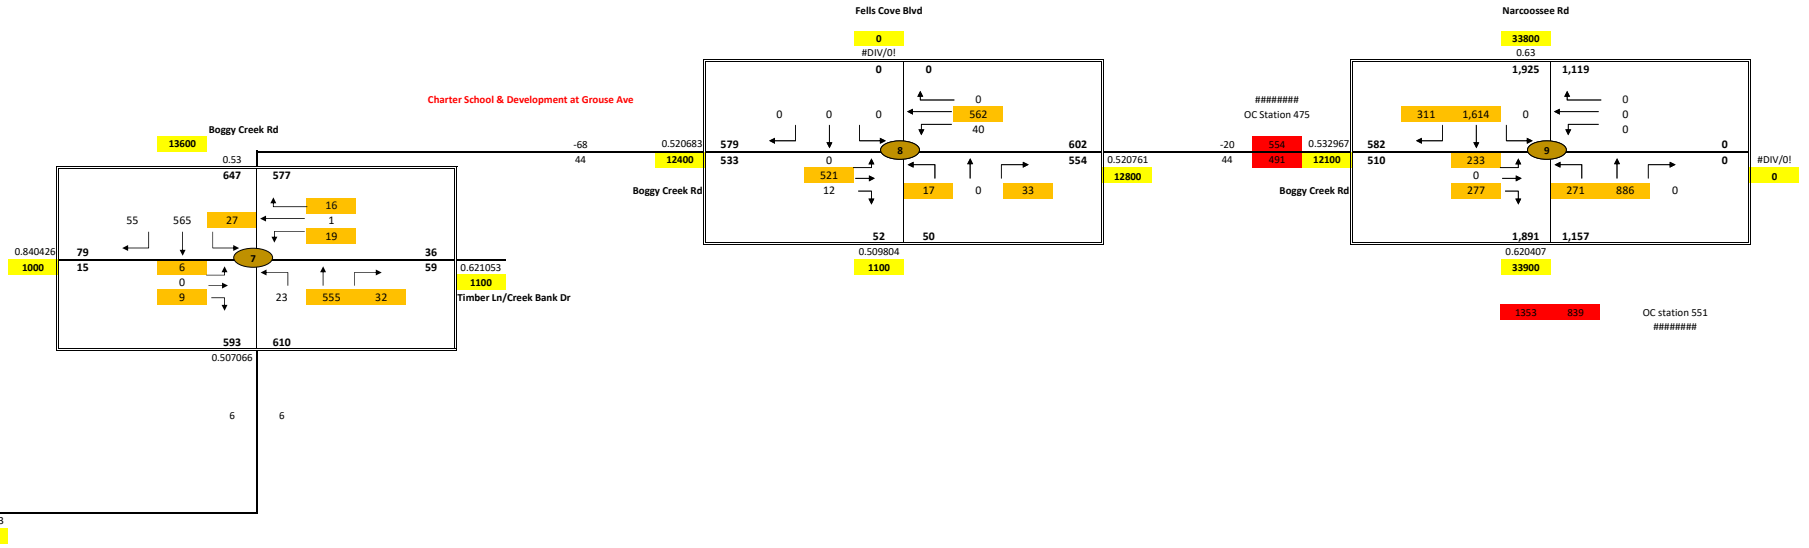 Fells Cove Blvd Narcoossee Rd
0 33800
#DIV/0! 0.63
0 0 1,925 1,119
Charter School & Development at Grouse Ave 0 ######## 0
0 0 0 562 OC Station 475 311 1,614 0 0
Boggy Creek Rd 40 0
13600 -68 0.520683 579 8 602 -20 554 0.532967 582 9 0
0.53 44 12400 533 0 554 0.520761 44 491 12100 510 233 0 #DIV/0!
647 577 521 12800 0 0
Boggy Creek Rd 12 17 0 33 Boggy Creek Rd 277 271 886 0
16
55 565 27 1
19 52 50 1,891 1,157
0.840426 79 7 36 0.509804 0.620407
1000 15 6 59 0.621053 1100 33900
0 1100
9 23 555 32 Timber Ln/Creek Bank Dr
1353 839 OC station 551
########
593 610
0.507066
6 6
3